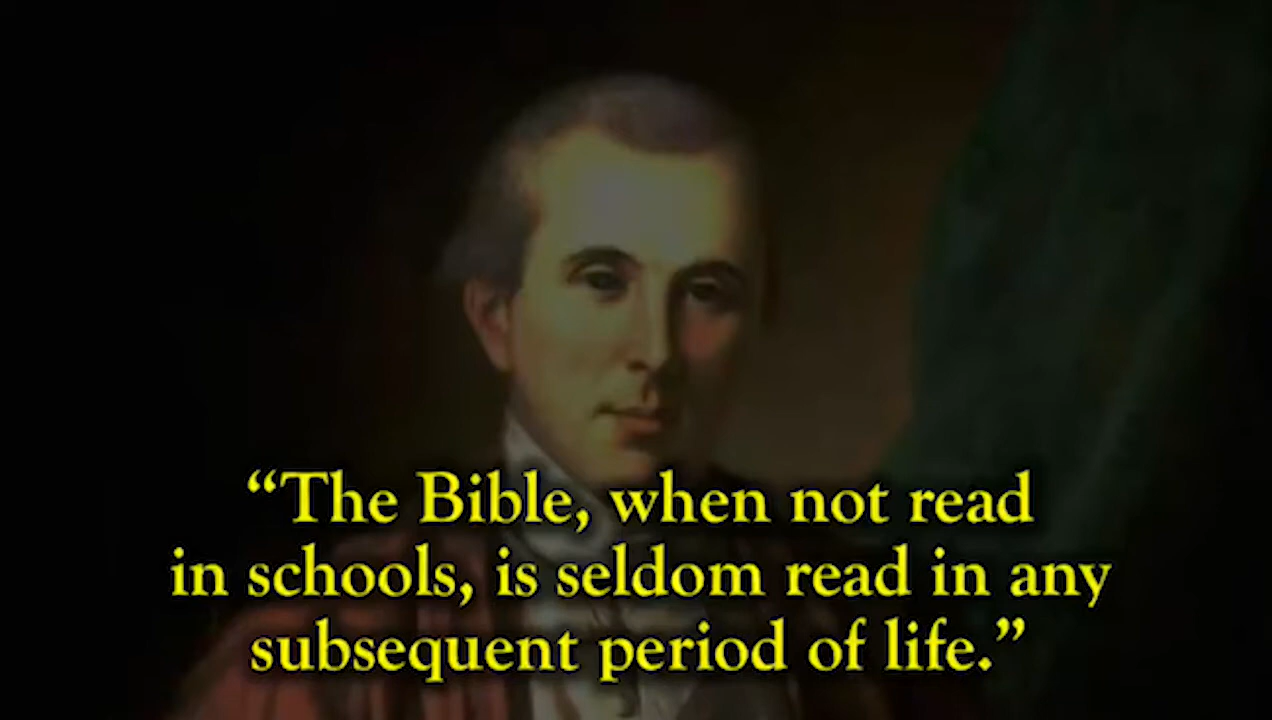 “The Bible, when not read
in schools, is seldom read in any
subsequent period of life.”